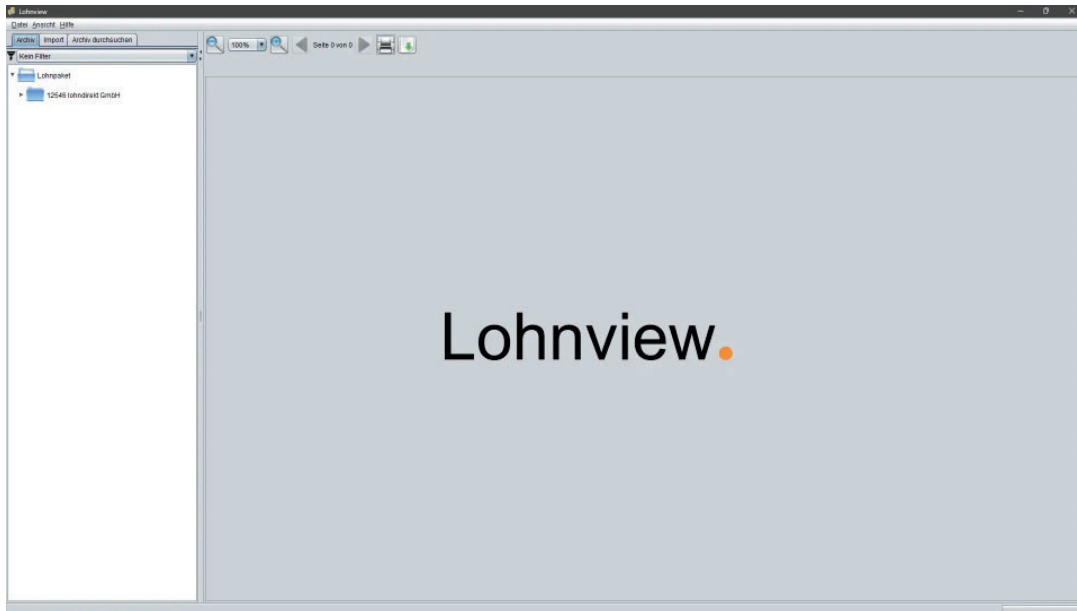 Lohnview
Datei Ansicht Hilfe
Archiv Import Archiv durchsuchen
Kein Filter
100% Seite 0 von 0
Lohnpaket
12546 lohndirekt GmbH
Lohnview.